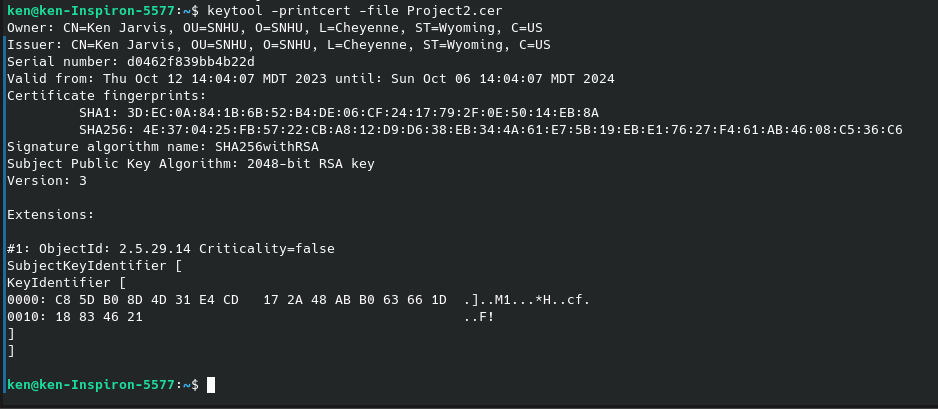 ken@ken-Inspiron-5577:~$ keytool -printcert -file Project2.cer
Owner: CN=Ken Jarvis, OU=SNHU, O=SNHU, L=Cheyenne, ST=Wyoming, C=US
Issuer: CN=Ken Jarvis, OU=SNHU, O=SNHU, L=Cheyenne, ST=Wyoming, C=US
Serial number: d0462f839bb4b22d
Valid from: Thu Oct 12 14:04:07 MDT 2023 until: Sun Oct 06 14:04:07 MDT 2024
Certificate fingerprints:
         SHA1: 3D:EC:0A:84:1B:6B:52:B4:DE:06:CF:24:17:79:2F:0E:50:14:EB:8A
         SHA256: 4E:37:04:25:FB:57:22:CB:A8:12:D9:D6:38:EB:34:4A:61:E7:5B:19:EB:E1:76:27:F4:61:AB:46:08:C5:36:C6
Signature algorithm name: SHA256withRSA
Subject Public Key Algorithm: 2048-bit RSA key
Version: 3
Extensions:
#1: ObjectId: 2.5.29.14 Criticality=false
SubjectKeyIdentifier [
KeyIdentifier [
0000: C8 5D B0 8D 4D 31 E4 CD   17 2A 48 AB B0 63 66 1D  .]..M1...*H..cf.
0010: 18 83 46 21                                        ..F!
]
]
ken@ken-Inspiron-5577:~$